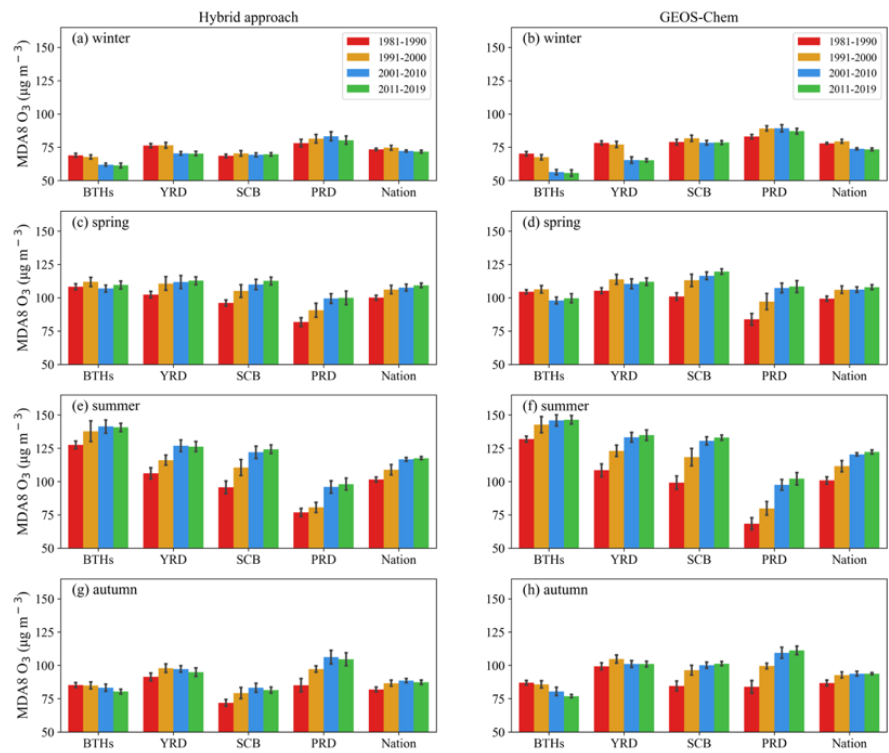 Hybrid approach
GEOS-Chem
(a) winter
1981-1990
1991-2000
2001-2010
2011-2019
MDA8 O₃ (μg m⁻³)
150
125
100
75
50
BTHs YRD SCB PRD Nation
(b) winter
1981-1990
1991-2000
2001-2010
2011-2019
150
125
100
75
50
BTHs YRD SCB PRD Nation
(c) spring
MDA8 O₃ (μg m⁻³)
150
125
100
75
50
BTHs YRD SCB PRD Nation
(d) spring
150
125
100
75
50
BTHs YRD SCB PRD Nation
(e) summer
MDA8 O₃ (μg m⁻³)
150
125
100
75
50
BTHs YRD SCB PRD Nation
(f) summer
150
125
100
75
50
BTHs YRD SCB PRD Nation
(g) autumn
MDA8 O₃ (μg m⁻³)
150
125
100
75
50
BTHs YRD SCB PRD Nation
(h) autumn
150
125
100
75
50
BTHs YRD SCB PRD Nation